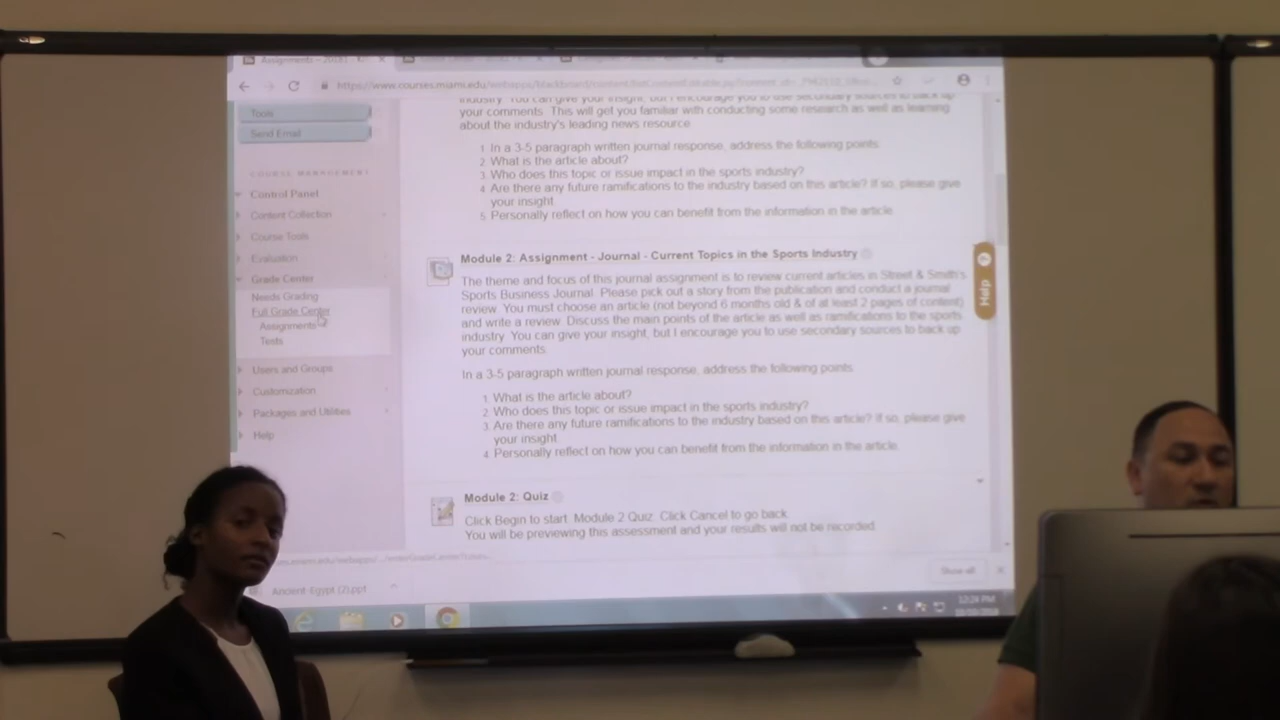 https://www.courses.miami.edu/webapps/blackboard/content/
Tools
Send Email
COURSE MANAGEMENT
Control Panel
Content Collection
Course Tools
Evaluation
Grade Center
Needs Grading
Full Grade Center
Assignments
Tests
Users and Groups
Customization
Packages and Utilities
Help
industry. You can give your insight, but I encourage you to use secondary sources to back up
your comments. This will get you familiar with conducting some research as well as learning
about the industry's leading news resource.
1. In a 3-5 paragraph written journal response, address the following points.
2. What is the article about?
3. Who does this topic or issue impact in the sports industry?
4. Are there any future ramifications to the industry based on this article? If so, please give
your insight.
5. Personally reflect on how you can benefit from the information in the article.
Module 2: Assignment - Journal - Current Topics in the Sports Industry
The theme and focus of this journal assignment is to review current articles in Street & Smith's
Sports Business Journal. Please pick out a story from the publication and conduct a journal
review. You must choose an article (not beyond 6 months old & of at least 2 pages of content)
and write a review. Discuss the main points of the article as well as ramifications to the sports
industry. You can give your insight, but I encourage you to use secondary sources to back up
your comments.
In a 3-5 paragraph written journal response, address the following points:
1. What is the article about?
2. Who does this topic or issue impact in the sports industry?
3. Are there any future ramifications to the industry based on this article? If so, please give
your insight.
4. Personally reflect on how you can benefit from the information in the article.
Module 2: Quiz
Click Begin to start: Module 2 Quiz. Click Cancel to go back.
You will be previewing this assessment and your results will not be recorded.
Help ?
Ancient-Egypt (2).ppt
Show all
12:24 PM